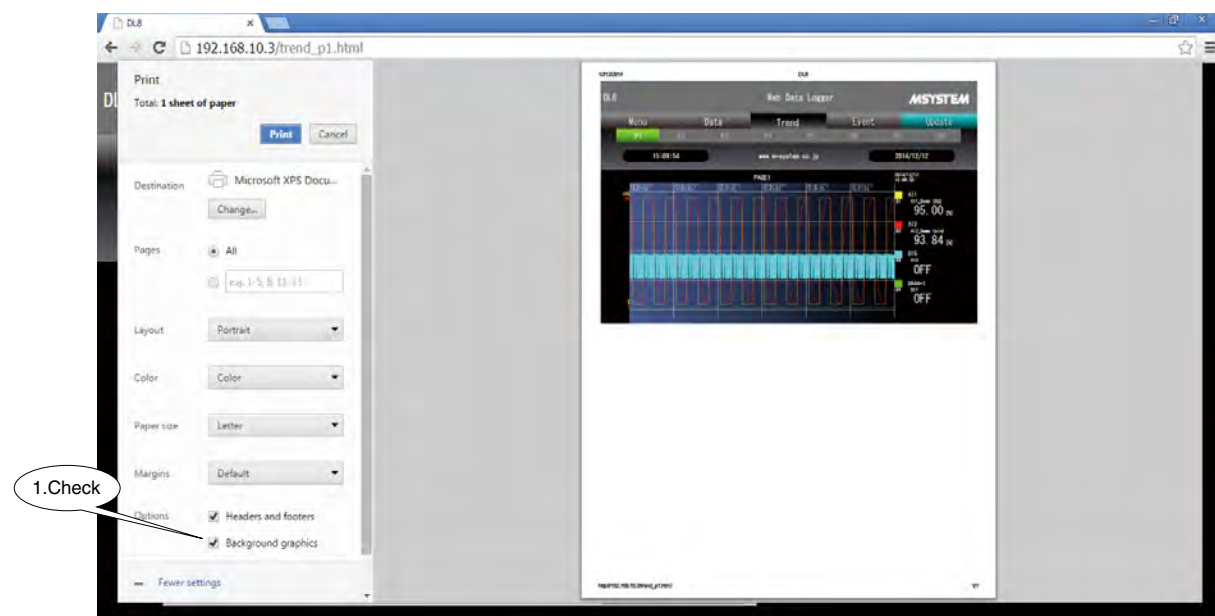 DL8
192.168.10.3/trend_p1.html
Print
Total: 1 sheet of paper
Print Cancel
Destination Microsoft XPS Docu...
Change...
Pages All
e.g. 1-5, 8, 11-13
Layout Portrait
Color Color
Paper size Letter
Margins Default
Options Headers and footers
Background graphics
Fewer settings
1.Check
DL8
DL8 Web Data Logger MSYSTEM
Menu Data Trend Event Update
P1
15:09:54 www.m-system.co.jp 2014/12/12
PAGE1
AI1
95.00
AI2
93.84
OFF
OFF